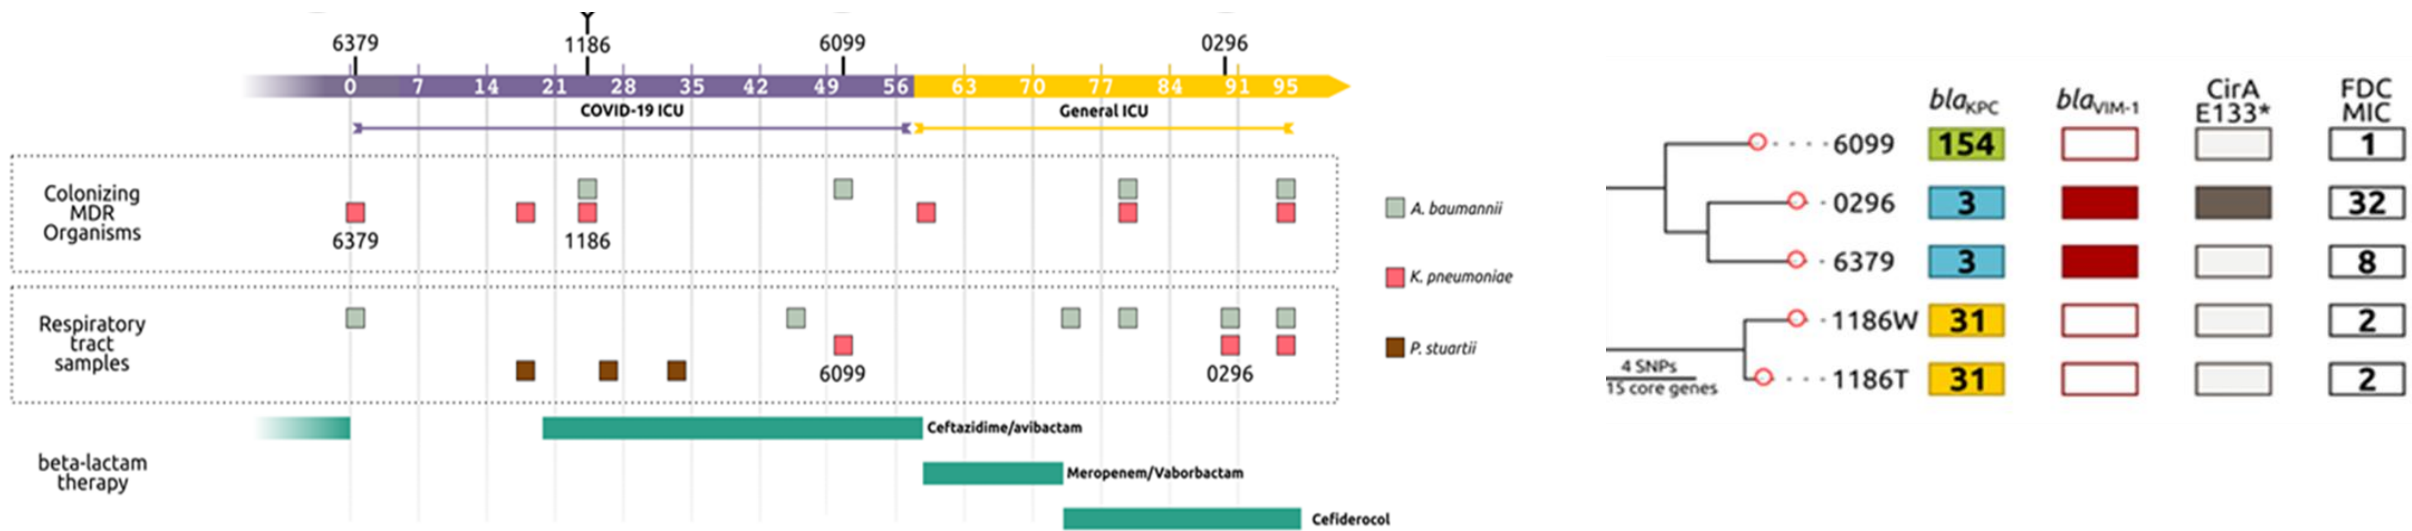 6379 1186 6099 0296
0 7 14 21 28 35 42 49 56 63 70 77 84 91 95
COVID-19 ICU General ICU
Colonizing
MDR
Organisms
6379 1186
Respiratory
tract
samples
6099 0296
beta-lactam
therapy
Ceftazidime/avibactam
Meropenem/Vaborbactam
Cefiderocol
A. baumannii
K. pneumoniae
P. stuartii
blaKPC blaVIM-1 CirA E133* FDC MIC
6099 154 1
0296 3 32
6379 3 8
1186W 31 2
1186T 31 2
4 SNPs
15 core genes